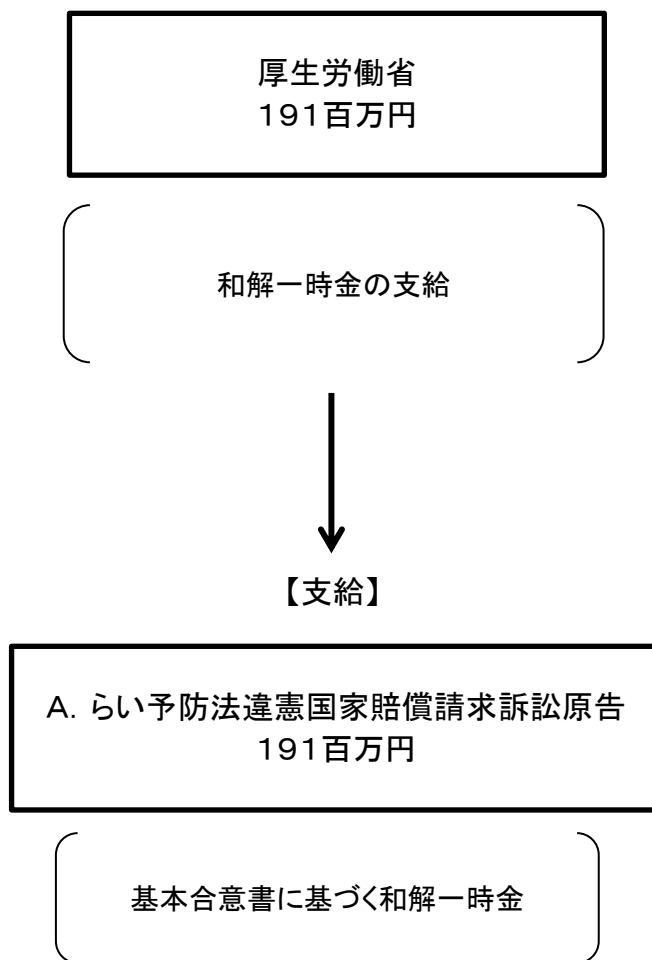 厚生労働省
191百万円
和解一時金の支給
【支給】
A．らい予防法違憲国家賠償請求訴訟原告
191百万円
基本合意書に基づく和解一時金